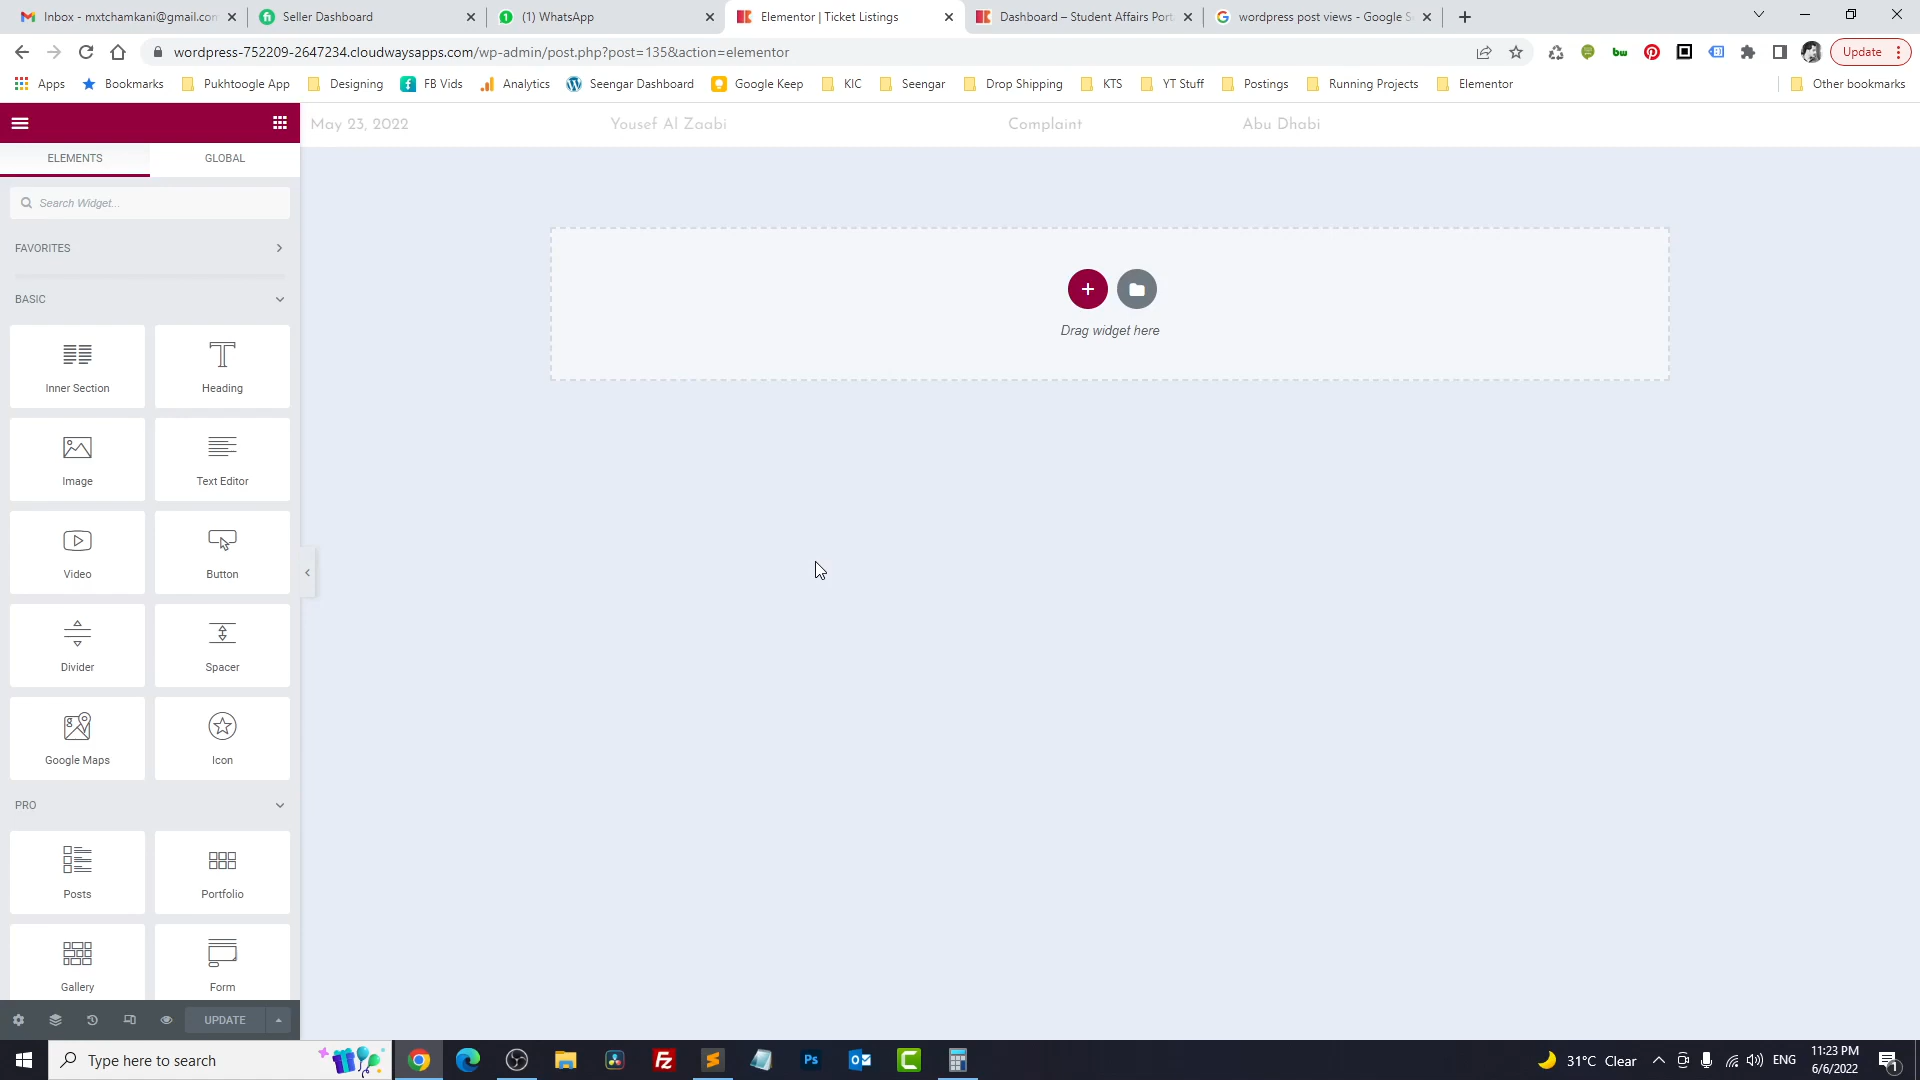 Inbox - mxtchamkani@gmail.con
Seller Dashboard
(1) WhatsApp
Elementor | Ticket Listings
Dashboard – Student Affairs Port
wordpress post views - Google S
wordpress-752209-2647234.cloudwaysapps.com/wp-admin/post.php?post=135&action=elementor
Update
Apps
Bookmarks
Pukhtoogle App
Designing
FB Vids
Analytics
Seengar Dashboard
Google Keep
KIC
Seengar
Drop Shipping
KTS
YT Stuff
Postings
Running Projects
Elementor
Other bookmarks
May 23, 2022
Yousef Al Zaabi
Complaint
Abu Dhabi
ELEMENTS
GLOBAL
Search Widget...
FAVORITES
BASIC
Inner Section
Heading
Image
Text Editor
Video
Button
Divider
Spacer
Google Maps
Icon
PRO
Posts
Portfolio
Gallery
Form
UPDATE
Drag widget here
Type here to search
Ps
31°C Clear
ENG
11:23 PM
6/6/2022
1